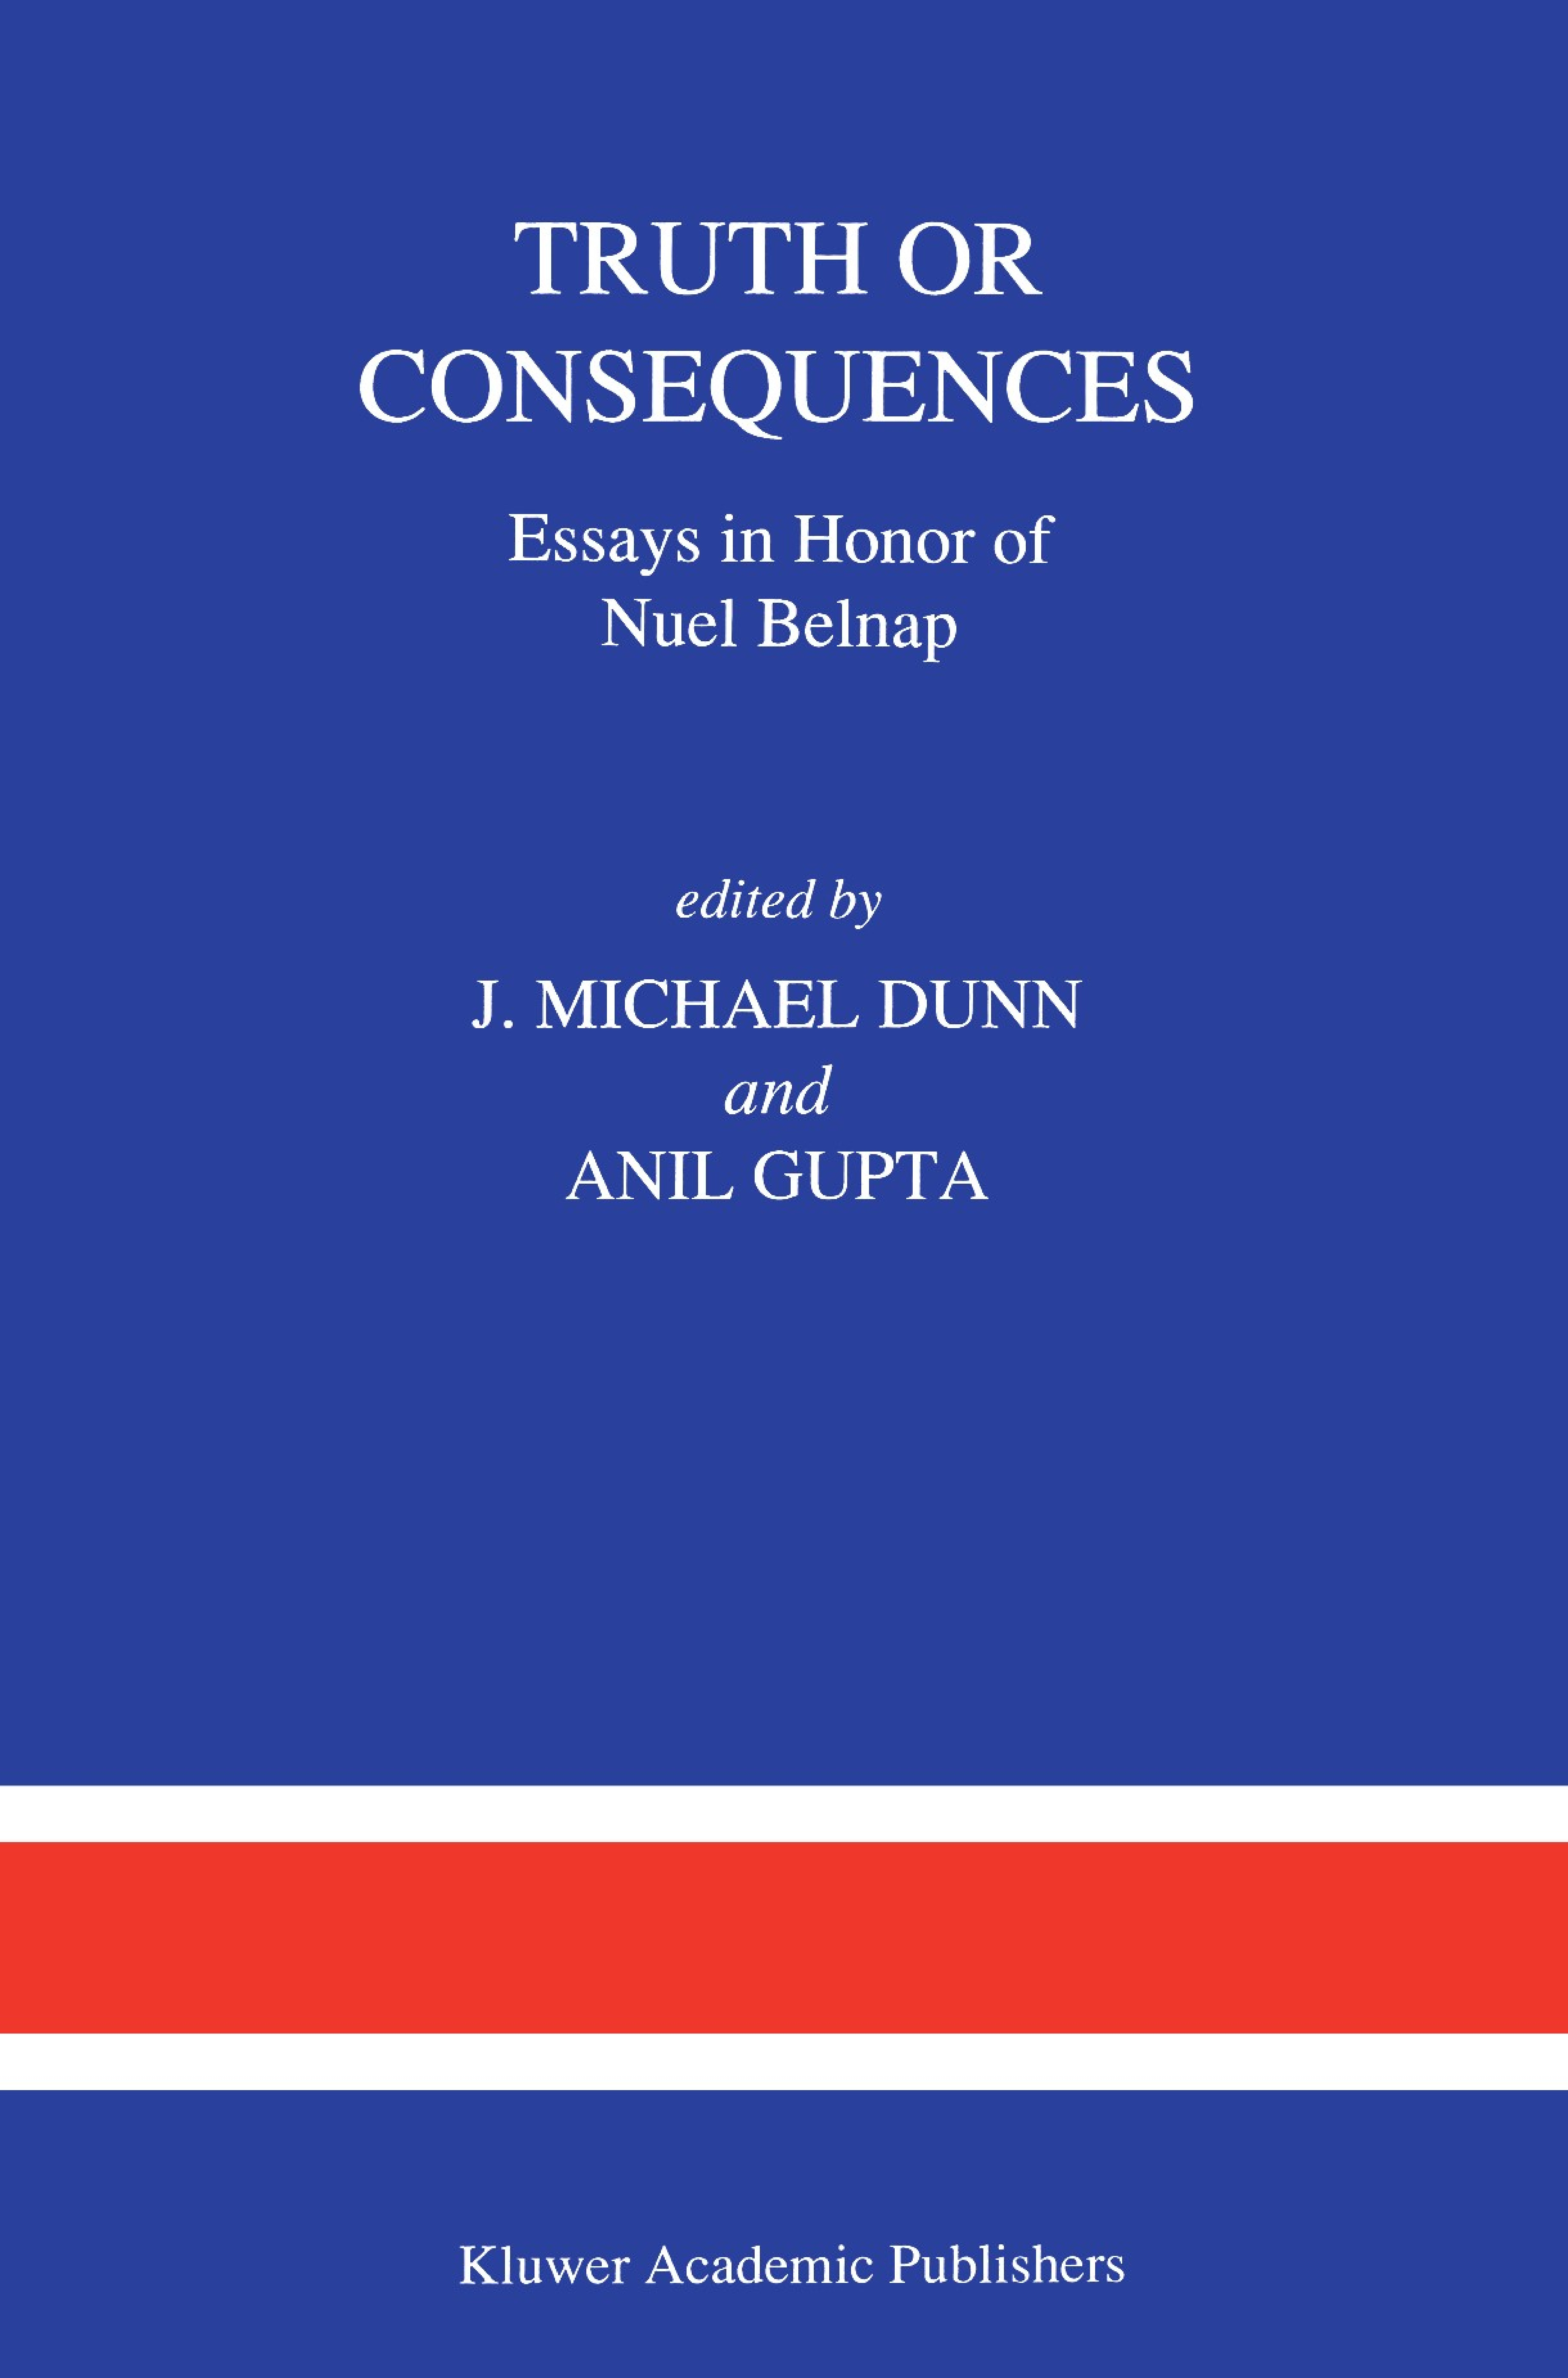 TRUTH OR
CONSEQUENCES
Essays in Honor of
Nuel Belnap
edited by
J. MICHAEL DUNN
and
ANIL GUPTA
Kluwer Academic Publishers